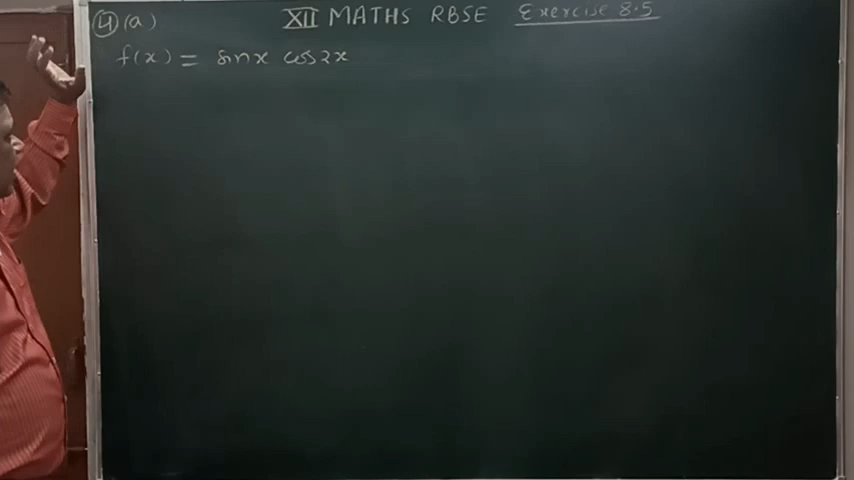 XII MATHS RBSE Exercise 8.5
4 (a)
f(x) = sinx cos2x